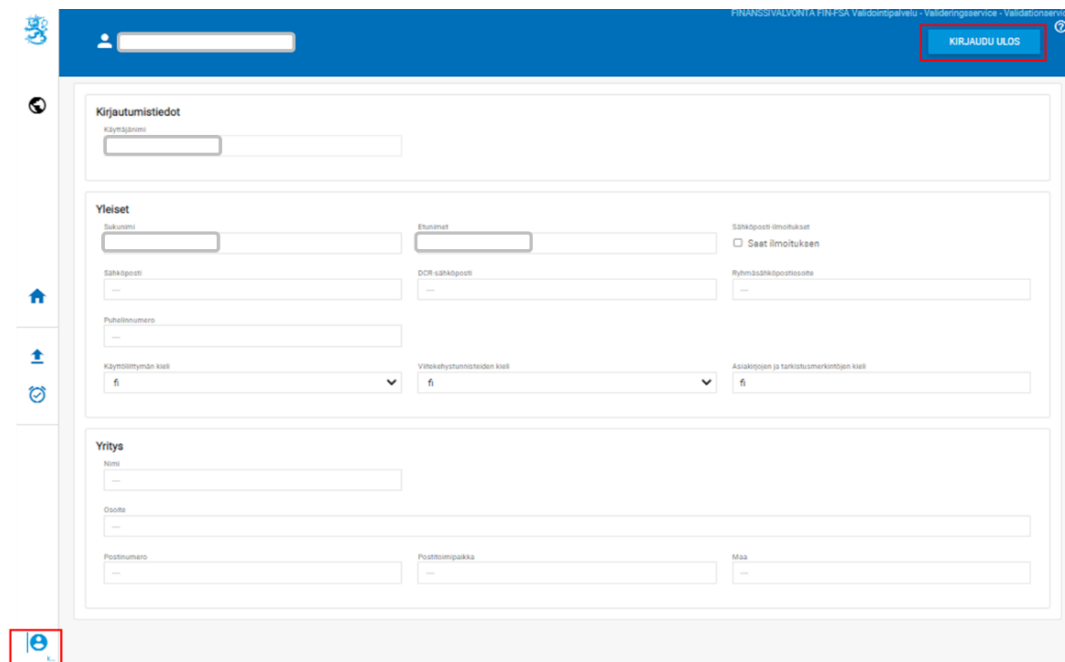 FINANSSIVALVONTA FIN-FSA Validointipalvelu - Valideringsservice - Validationservic
KIRJAUDU ULOS
Kirjautumistiedot
Käyttäjänimi
Yleiset
Sukunimi Etunimet Sähköposti-ilmoitukset
Saat ilmoituksen
Sähköposti DCR-sähköposti Ryhmäsähköpostiosoite
— — —
Puhelinnumero
—
Käyttöliittymän kieli Viitekehystunnisteiden kieli Asiakirjojen ja tarkistusmerkintöjen kieli
fi fi fi
Yritys
Nimi
—
Osoite
—
Postinumero Postitoimipaikka Maa
— — —